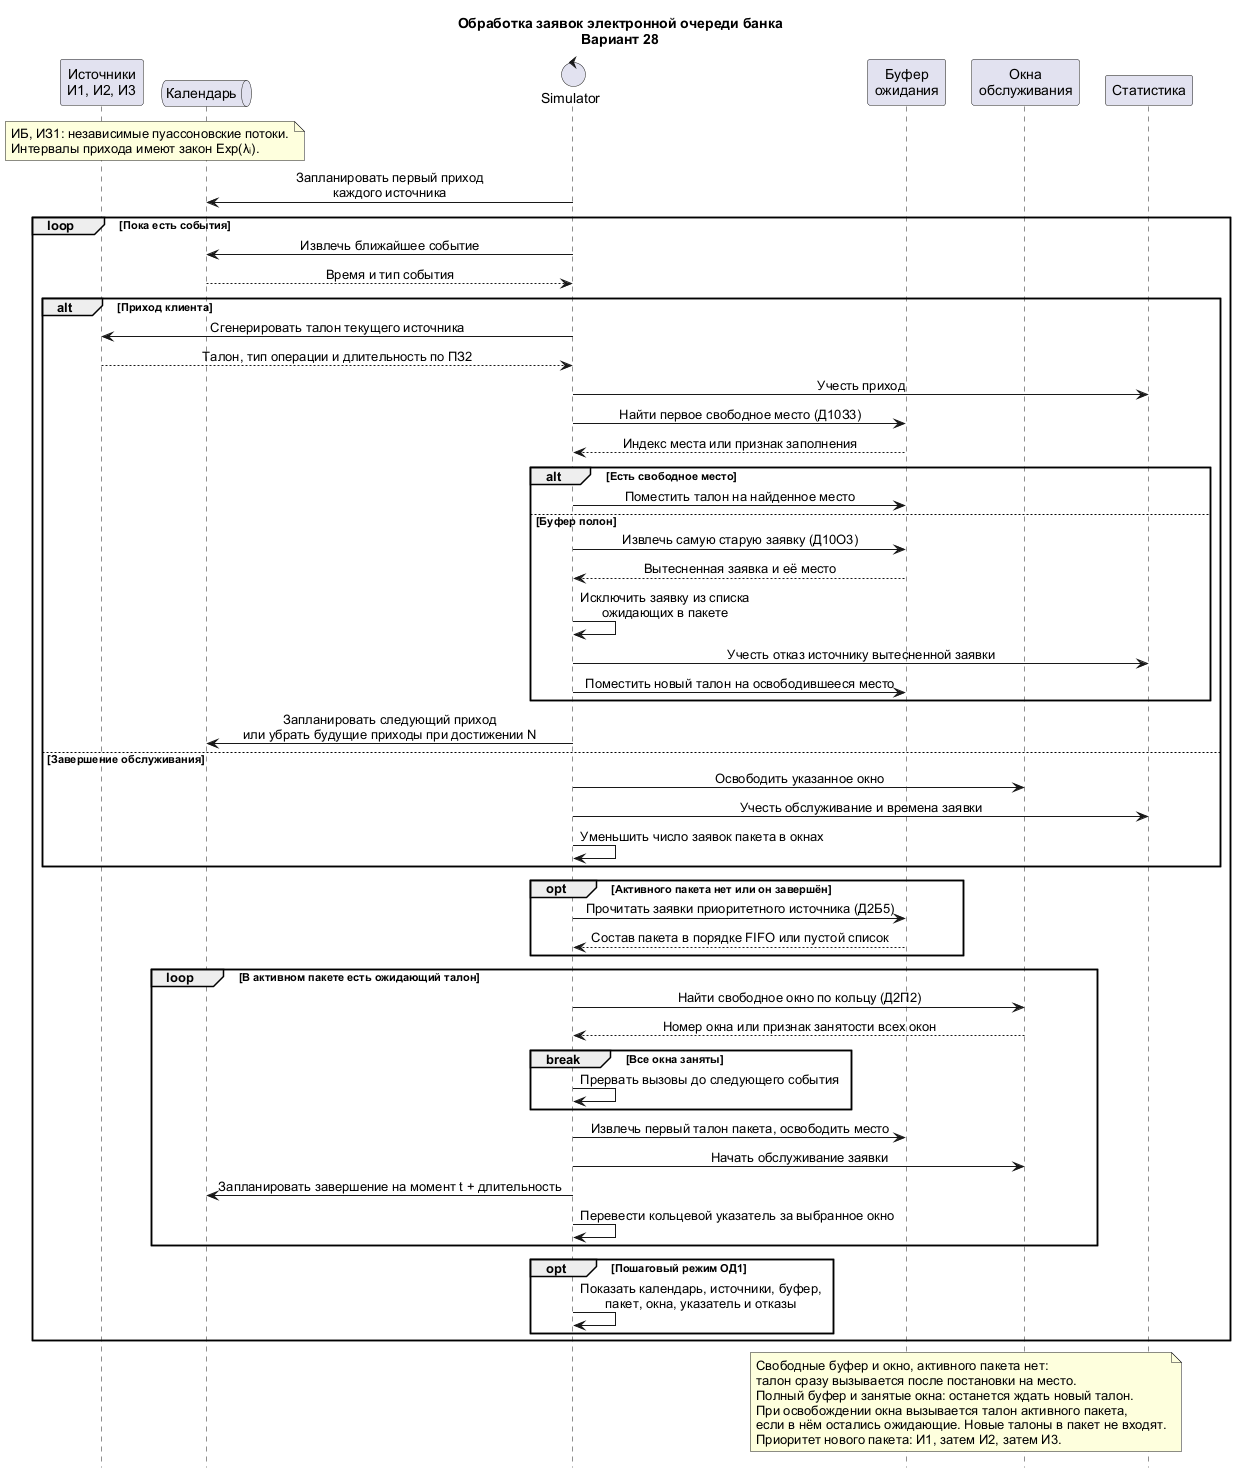 Обработка заявок электронной очереди банка
Вариант 28
Источники
И1, И2, И3
Календарь
Simulator
Буфер
ожидания
Окна
обслуживания
Статистика
ИБ, ИЗ1: независимые пуассоновские потоки.
Интервалы прихода имеют закон Exp(λᵢ).
Запланировать первый приход
каждого источника
loop [Пока есть события]
Извлечь ближайшее событие
Время и тип события
alt [Приход клиента]
Сгенерировать талон текущего источника
Талон, тип операции и длительность по ПЗ2
Учесть приход
Найти первое свободное место (Д10З3)
Индекс места или признак заполнения
alt [Есть свободное место]
Поместить талон на найденное место
[Буфер полон]
Извлечь самую старую заявку (Д10О3)
Вытесненная заявка и её место
Исключить заявку из списка
ожидающих в пакете
Учесть отказ источнику вытесненной заявки
Поместить новый талон на освободившееся место
Запланировать следующий приход
или убрать будущие приходы при достижении N
[Завершение обслуживания]
Освободить указанное окно
Учесть обслуживание и времена заявки
Уменьшить число заявок пакета в окнах
opt [Активного пакета нет или он завершён]
Прочитать заявки приоритетного источника (Д2Б5)
Состав пакета в порядке FIFO или пустой список
loop [В активном пакете есть ожидающий талон]
Найти свободное окно по кольцу (Д2П2)
Номер окна или признак занятости всех окон
break [Все окна заняты]
Прервать вызовы до следующего события
Извлечь первый талон пакета, освободить место
Начать обслуживание заявки
Запланировать завершение на момент t + длительность
Перевести кольцевой указатель за выбранное окно
opt [Пошаговый режим ОД1]
Показать календарь, источники, буфер,
пакет, окна, указатель и отказы
Свободные буфер и окно, активного пакета нет:
талон сразу вызывается после постановки на место.
Полный буфер и занятые окна: останется ждать новый талон.
При освобождении окна вызывается талон активного пакета,
если в нём остались ожидающие. Новые талоны в пакет не входят.
Приоритет нового пакета: И1, затем И2, затем И3.